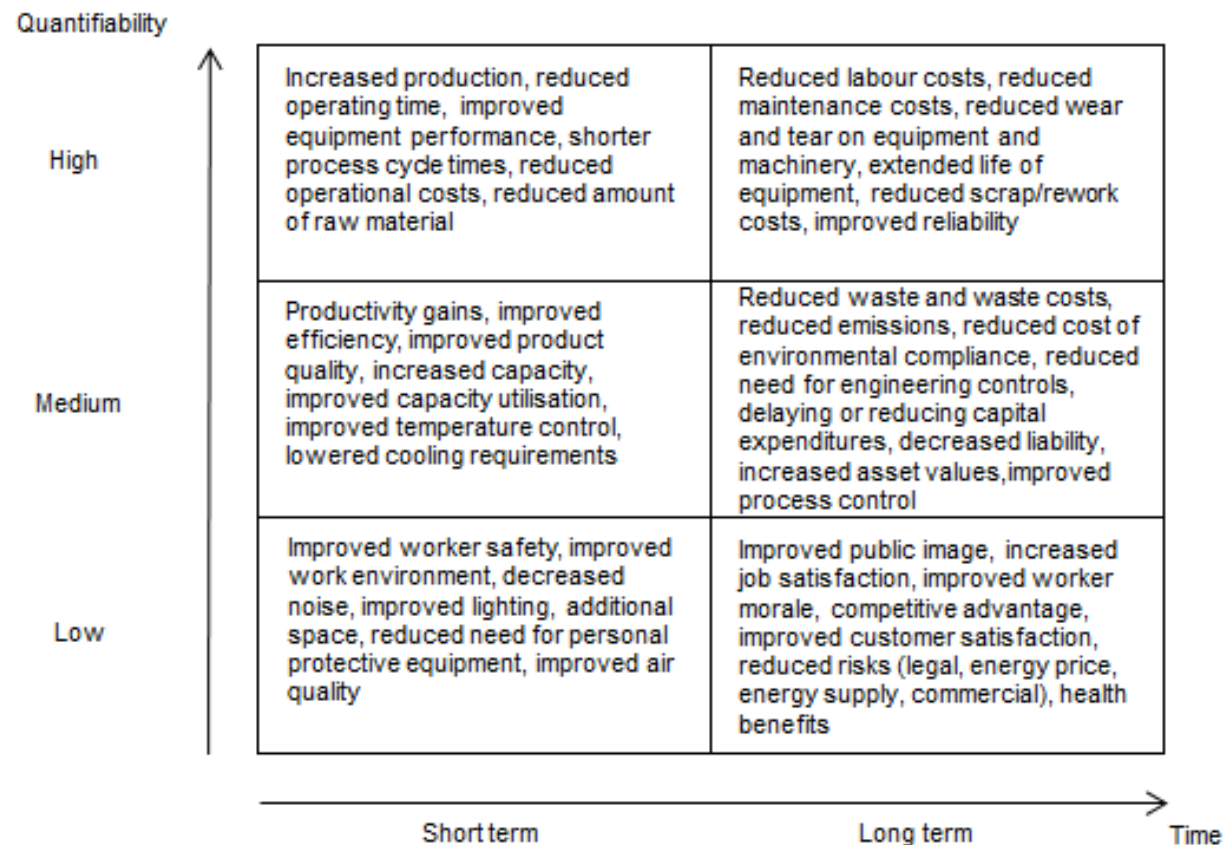 Quantifiability
High
Increased production, reduced
operating time, improved
equipment performance, shorter
process cycle times, reduced
operational costs, reduced amount
of raw material
Reduced labour costs, reduced
maintenance costs, reduced wear
and tear on equipment and
machinery, extended life of
equipment, reduced scrap/rework
costs, improved reliability
Medium
Productivity gains, improved
efficiency, improved product
quality, increased capacity,
improved capacity utilisation,
improved temperature control,
lowered cooling requirements
Reduced waste and waste costs,
reduced emissions, reduced cost of
environmental compliance, reduced
need for engineering controls,
delaying or reducing capital
expenditures, decreased liability,
increased asset values,improved
process control
Low
Improved worker safety, improved
work environment, decreased
noise, improved lighting, additional
space, reduced need for personal
protective equipment, improved air
quality
Improved public image, increased
job satisfaction, improved worker
morale, competitive advantage,
improved customer satisfaction,
reduced risks (legal, energy price,
energy supply, commercial), health
benefits
Short term
Long term
Time